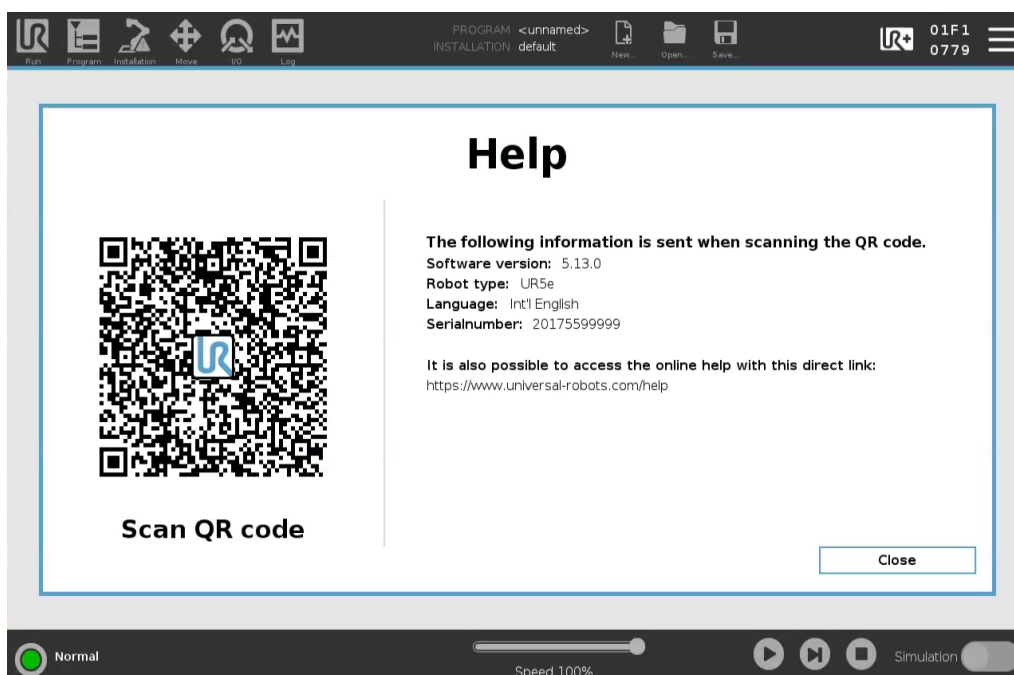 PROGRAM <unnamed>
INSTALLATION default
UR+
01F1
0779
Run Program Installation Move I/O Log New... Open... Save...
Help
The following information is sent when scanning the QR code.
Software version: 5.13.0
Robot type: UR5e
Language: Int'l English
Serialnumber: 20175599999
It is also possible to access the online help with this direct link:
https://www.universal-robots.com/help
Scan QR code
Close
Normal
Speed 100%
Simulation